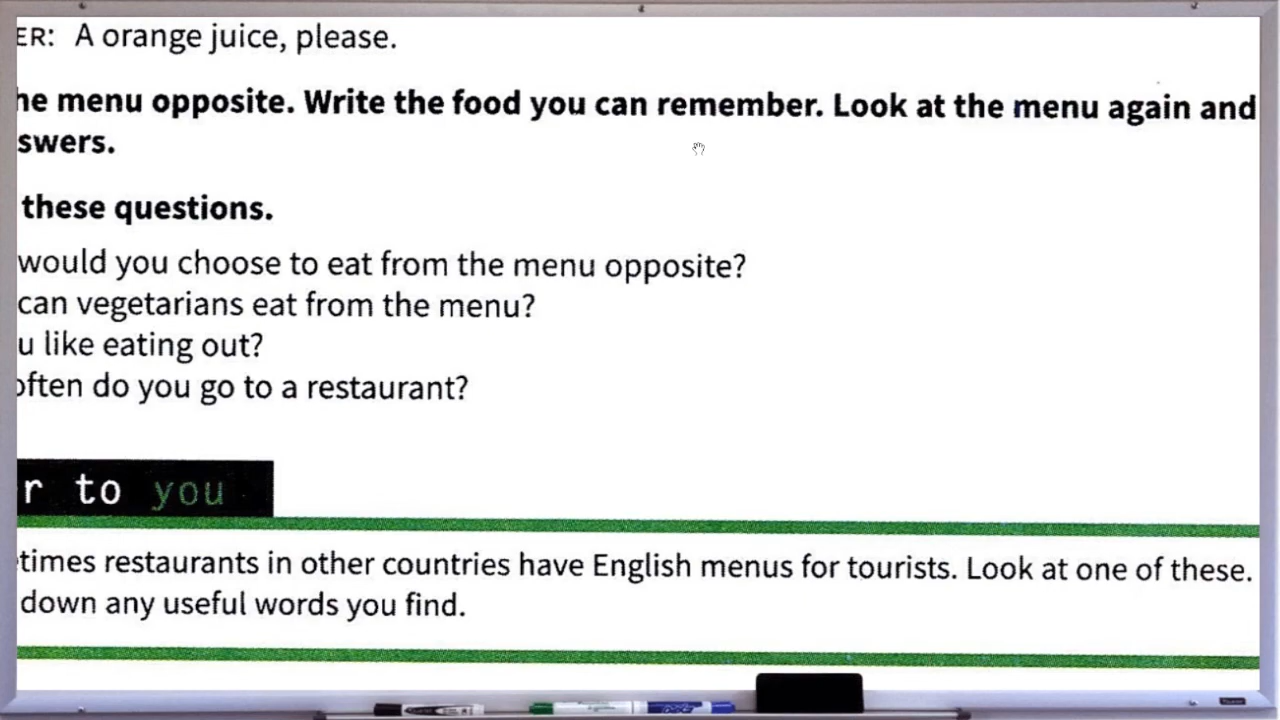 ER: A orange juice, please.
he menu opposite. Write the food you can remember. Look at the menu again and
swers.
these questions.
would you choose to eat from the menu opposite?
can vegetarians eat from the menu?
u like eating out?
often do you go to a restaurant?
r to you
times restaurants in other countries have English menus for tourists. Look at one of these.
down any useful words you find.